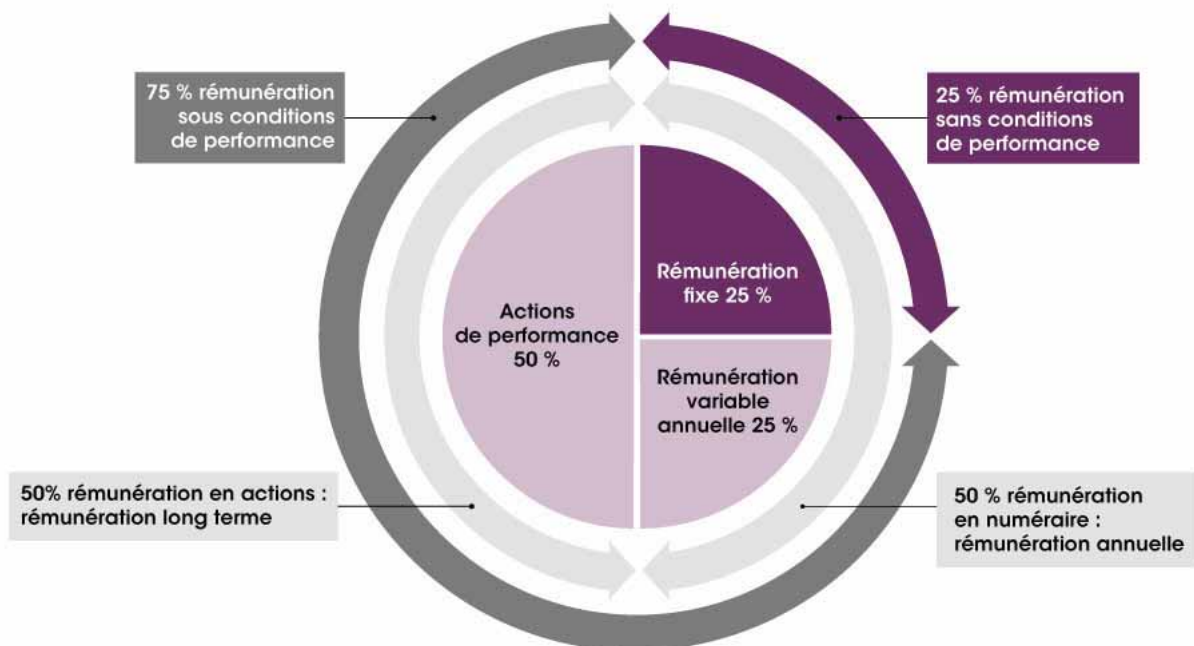 75 % rémunération
sous conditions
de performance
25 % rémunération
sans conditions
de performance
Rémunération
fixe 25 %
Actions
de performance
50 %
Rémunération
variable
annuelle 25 %
50% rémunération en actions :
rémunération long terme
50 % rémunération
en numéraire :
rémunération annuelle